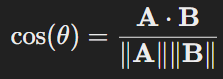 cos(θ) = A · B / ‖A‖‖B‖